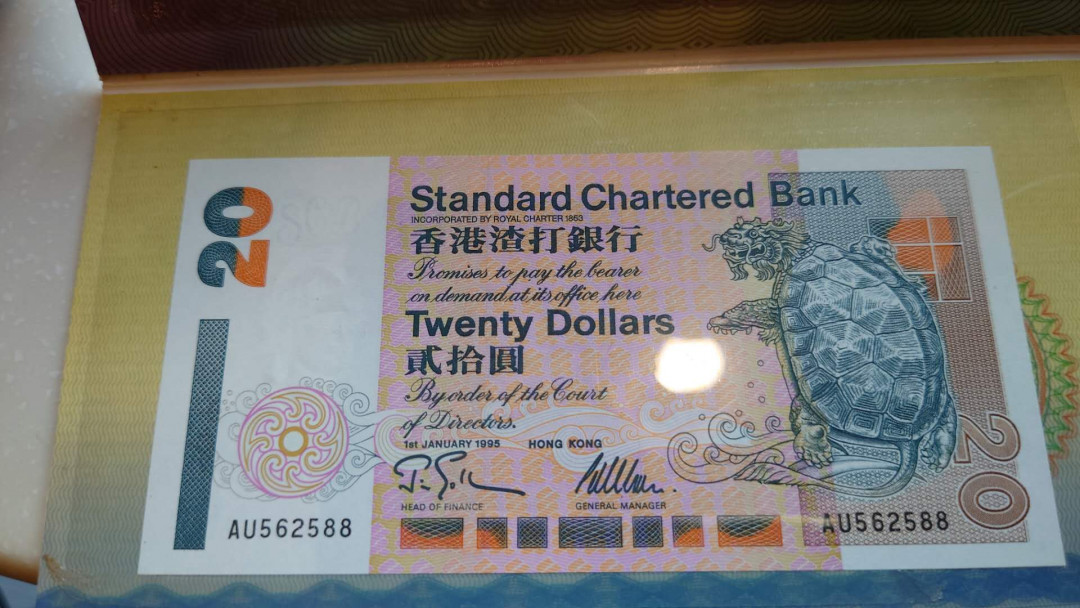 20
Standard Chartered Bank
INCORPORATED BY ROYAL CHARTER 1853
香港渣打銀行
Promises to pay the bearer
on demand at its office here
Twenty Dollars
貳拾圓
By order of the Court
of Directors.
1st JANUARY 1995 HONG KONG
HEAD OF FINANCE GENERAL MANAGER
AU562588 AU562588
20